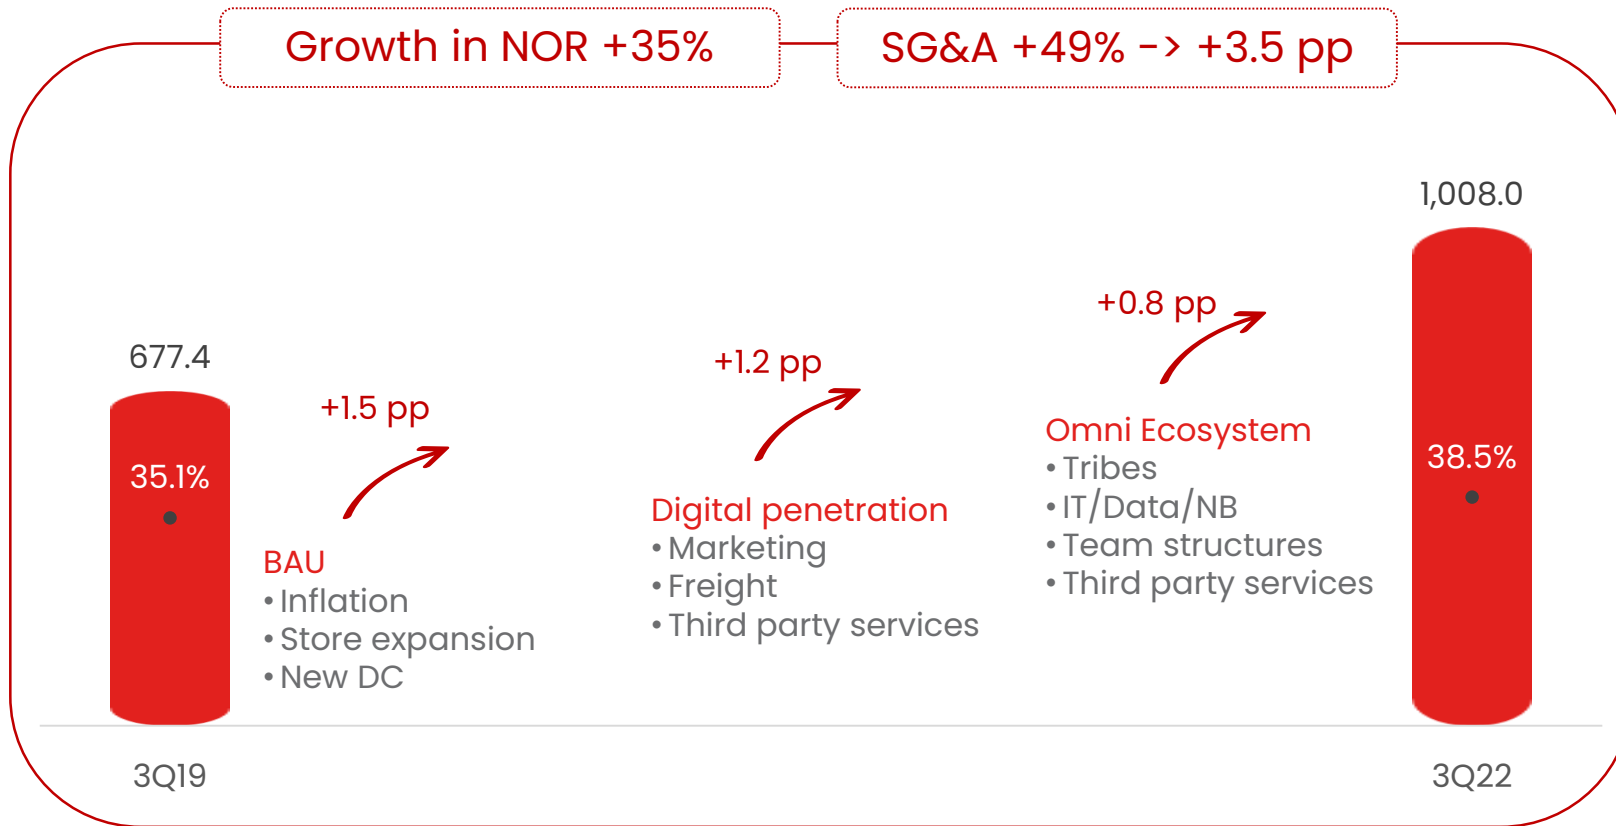 Growth in NOR +35%
SG&A +49% -> +3.5 pp
1,008.0
+0.8 pp
677.4
+1.2 pp
+1.5 pp
35.1%
38.5%
BAU
• Inflation
• Store expansion
• New DC
Digital penetration
• Marketing
• Freight
• Third party services
Omni Ecosystem
• Tribes
• IT/Data/NB
• Team structures
• Third party services
3Q19
3Q22